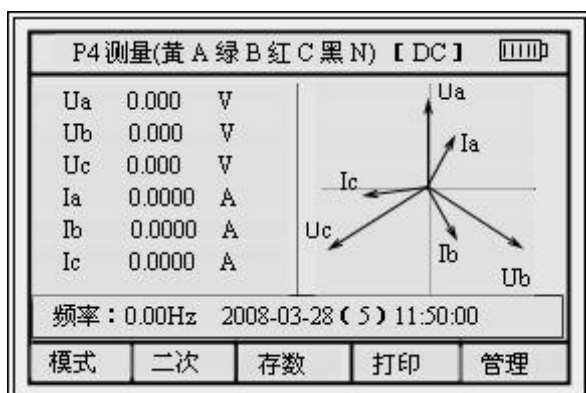 P4测量(黄A绿B红C黑N) 【DC】
Ua 0.000 V
Ub 0.000 V
Uc 0.000 V
Ia 0.0000 A
Ib 0.0000 A
Ic 0.0000 A
Ua
Ia
Ic
Uc
Ib
Ub
频率：0.00Hz 2008-03-28（5）11:50:00
模式 二次 存数 打印 管理